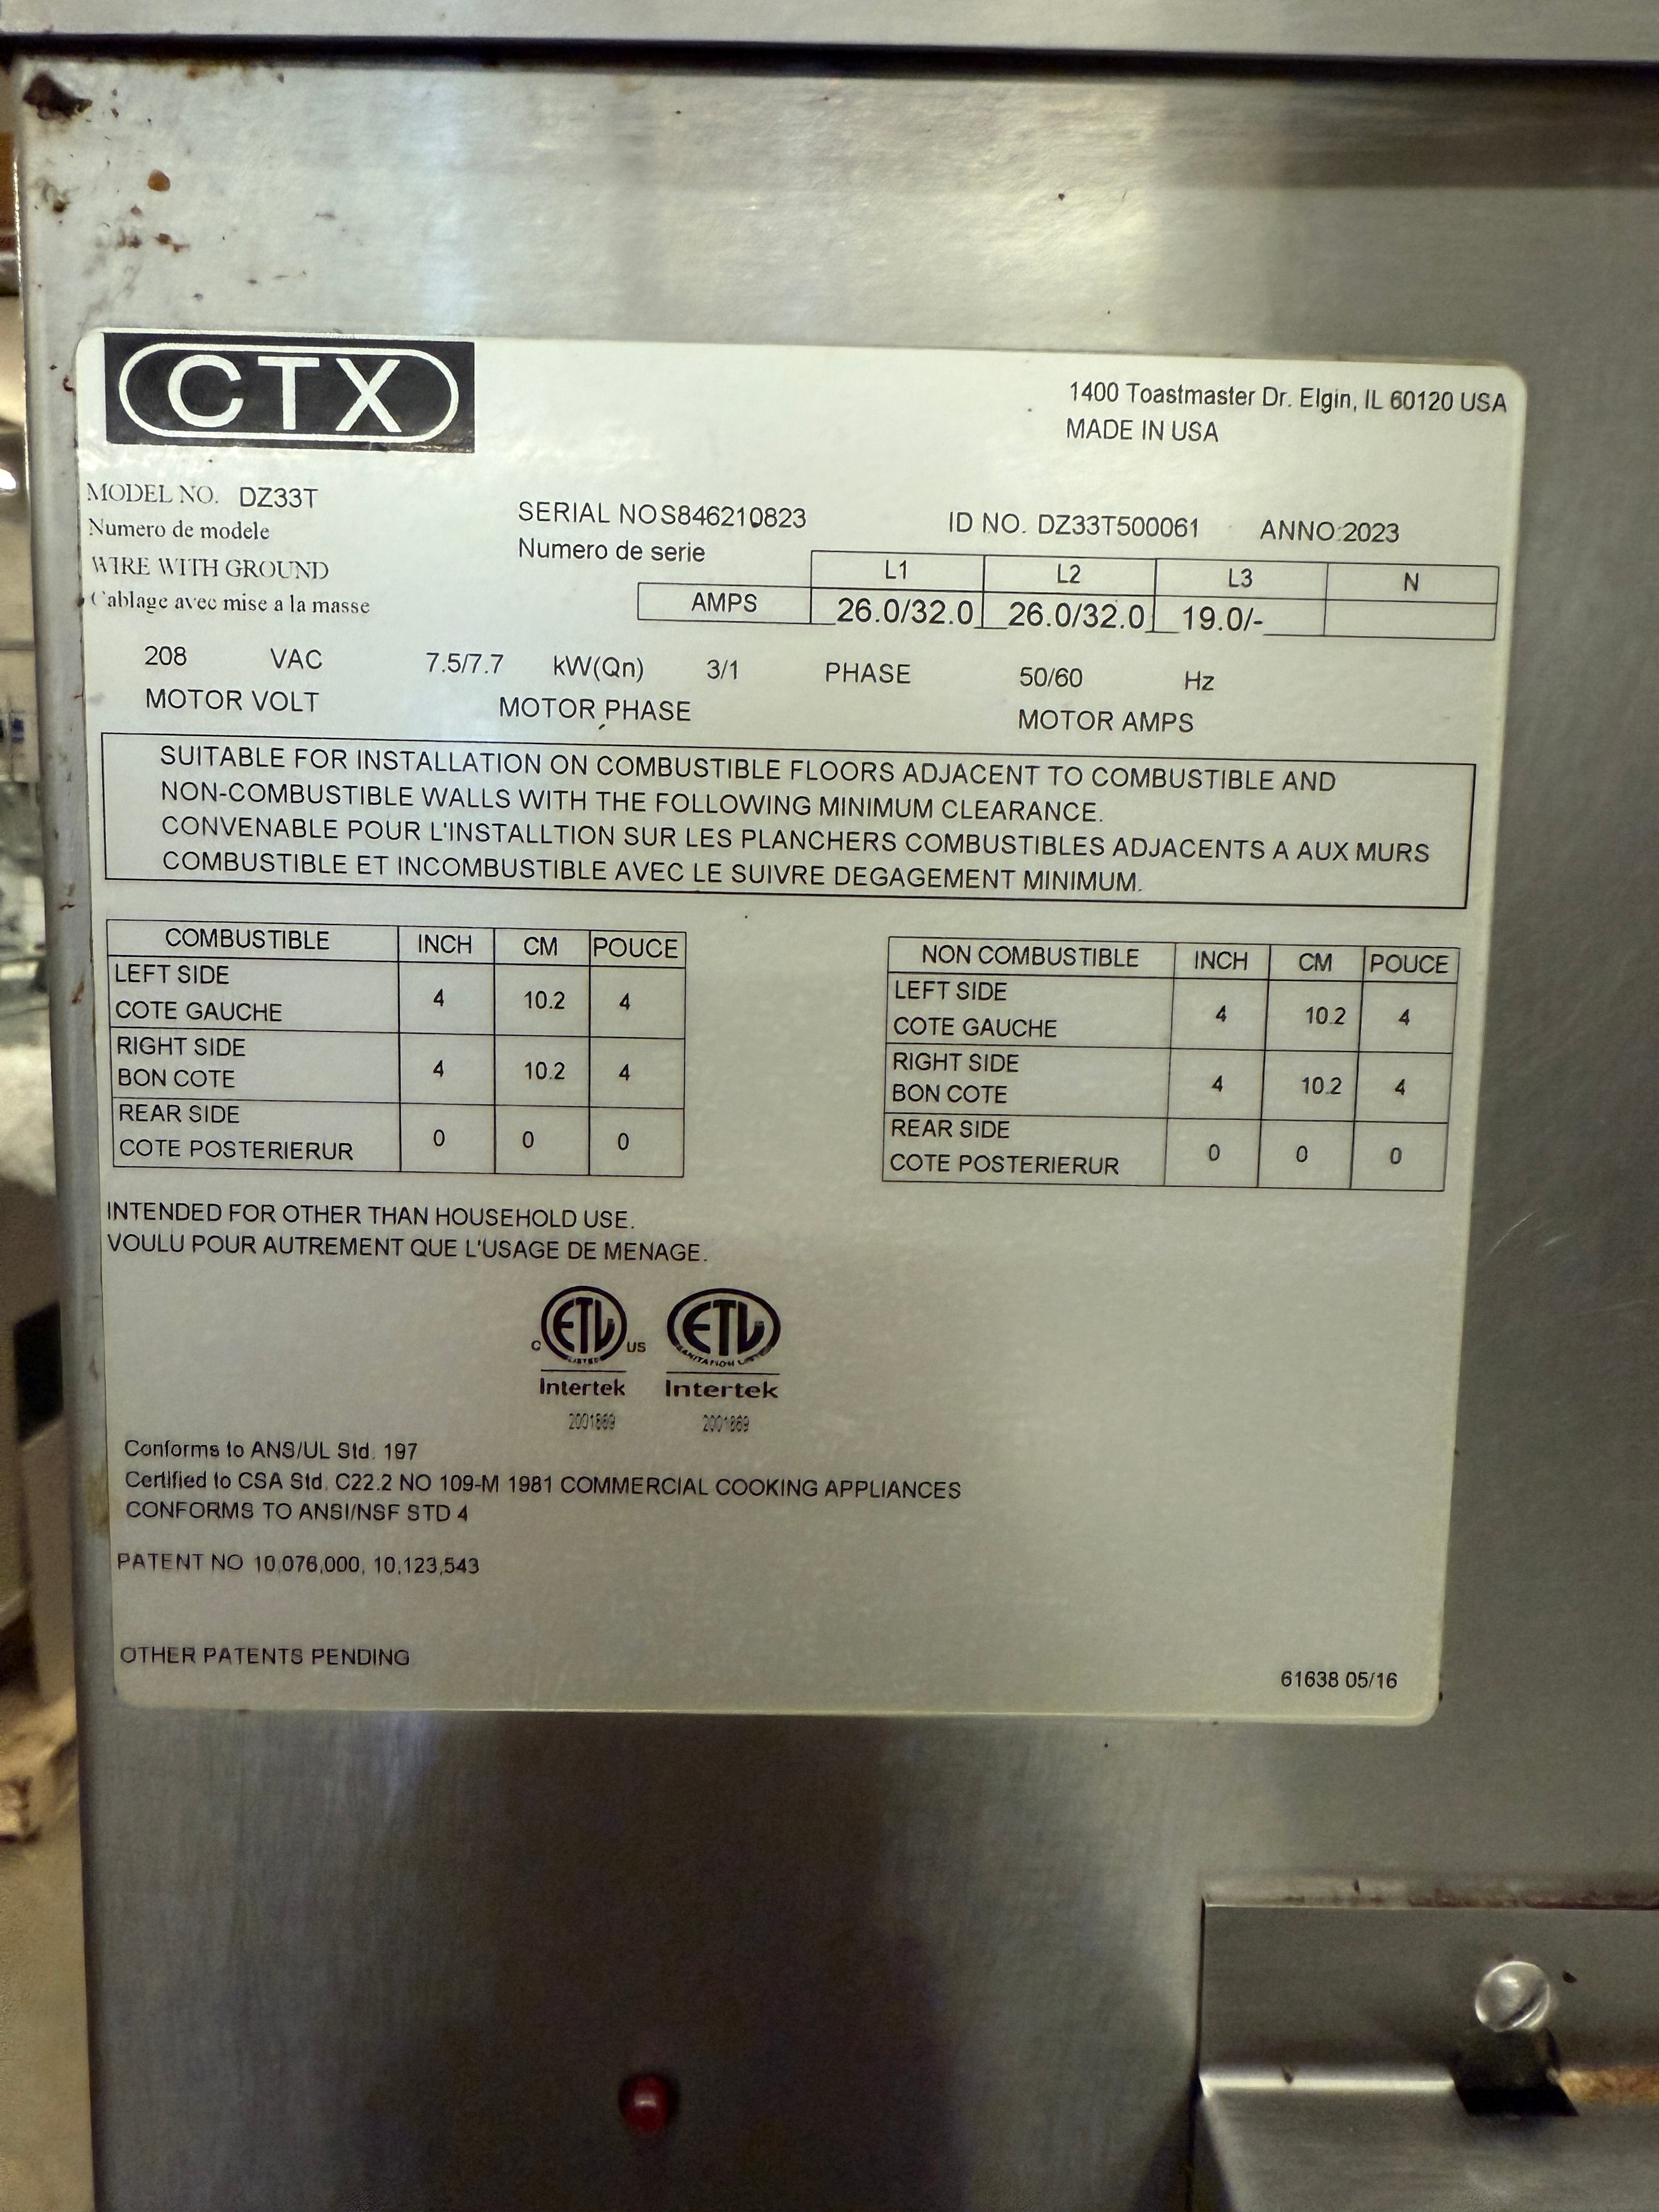 CTX
1400 Toastmaster Dr. Elgin, IL 60120 USA
MADE IN USA
MODEL NO. DZ33T
Numero de modele
SERIAL NOS846210823
Numero de serie
ID NO. DZ33T500061 ANNO:2023
WIRE WITH GROUND
Cablage avec mise a la masse
L1 L2 L3 N
AMPS 26.0/32.0 26.0/32.0 19.0/-
208 VAC 7.5/7.7 kW(Qn) 3/1 PHASE 50/60 Hz
MOTOR VOLT MOTOR PHASE MOTOR AMPS
SUITABLE FOR INSTALLATION ON COMBUSTIBLE FLOORS ADJACENT TO COMBUSTIBLE AND
NON-COMBUSTIBLE WALLS WITH THE FOLLOWING MINIMUM CLEARANCE.
CONVENABLE POUR L'INSTALLTION SUR LES PLANCHERS COMBUSTIBLES ADJACENTS A AUX MURS
COMBUSTIBLE ET INCOMBUSTIBLE AVEC LE SUIVRE DEGAGEMENT MINIMUM.
COMBUSTIBLE INCH CM POUCE
LEFT SIDE
COTE GAUCHE 4 10.2 4
RIGHT SIDE
BON COTE 4 10.2 4
REAR SIDE
COTE POSTERIERUR 0 0 0
NON COMBUSTIBLE INCH CM POUCE
LEFT SIDE
COTE GAUCHE 4 10.2 4
RIGHT SIDE
BON COTE 4 10.2 4
REAR SIDE
COTE POSTERIERUR 0 0 0
INTENDED FOR OTHER THAN HOUSEHOLD USE.
VOULU POUR AUTREMENT QUE L'USAGE DE MENAGE.
C ETL US
LISTED
Intertek
2001869
ETL
SANITATION
Intertek
2001869
Conforms to ANS/UL Std. 197
Certified to CSA Std. C22.2 NO 109-M 1981 COMMERCIAL COOKING APPLIANCES
CONFORMS TO ANSI/NSF STD 4
PATENT NO 10,076,000, 10,123,543
OTHER PATENTS PENDING
61638 05/16